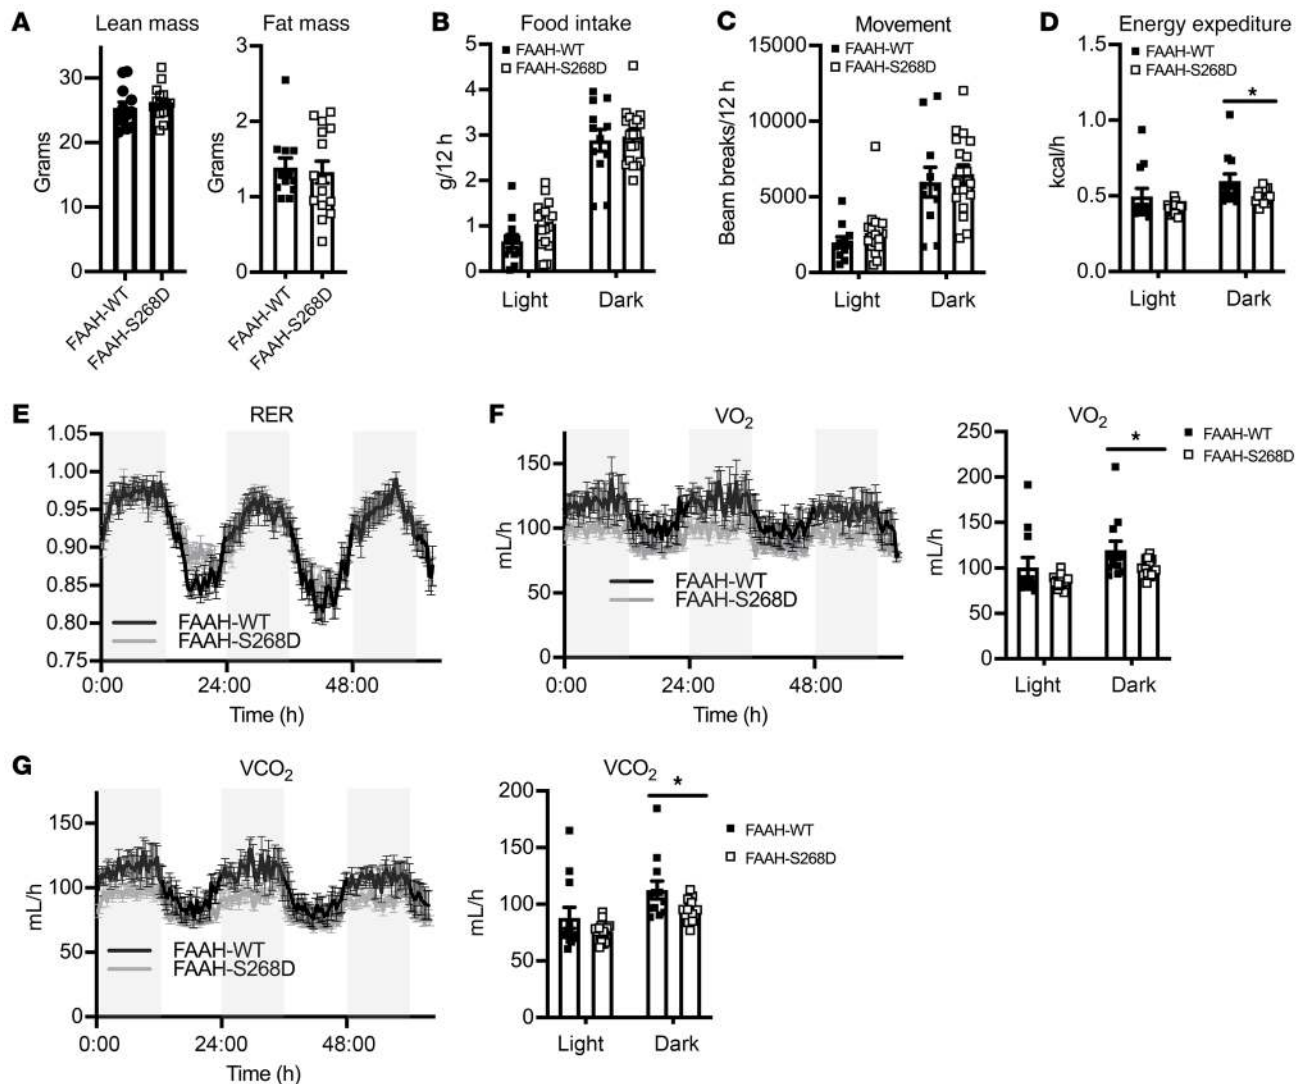 A
Lean mass
Grams
30
20
10
0
FAAH-WT
FAAH-S268D
Fat mass
Grams
3
2
1
0
FAAH-WT
FAAH-S268D
B
Food intake
FAAH-WT
FAAH-S268D
g/12 h
5
4
3
2
1
0
Light
Dark
C
Movement
FAAH-WT
FAAH-S268D
Beam breaks/12 h
15000
10000
5000
0
Light
Dark
D
Energy expediture
FAAH-WT
FAAH-S268D
*
kcal/h
1.5
1.0
0.5
0.0
Light
Dark
E
RER
1.05
1.00
0.95
0.90
0.85
0.80
0.75
FAAH-WT
FAAH-S268D
0:00
24:00
48:00
Time (h)
F
VO2
mL/h
150
100
50
0
FAAH-WT
FAAH-S268D
0:00
24:00
48:00
Time (h)
VO2
*
FAAH-WT
FAAH-S268D
mL/h
250
200
150
100
50
0
Light
Dark
G
VCO2
mL/h
150
100
50
0
FAAH-WT
FAAH-S268D
0:00
24:00
48:00
Time (h)
VCO2
*
FAAH-WT
FAAH-S268D
mL/h
200
150
100
50
0
Light
Dark